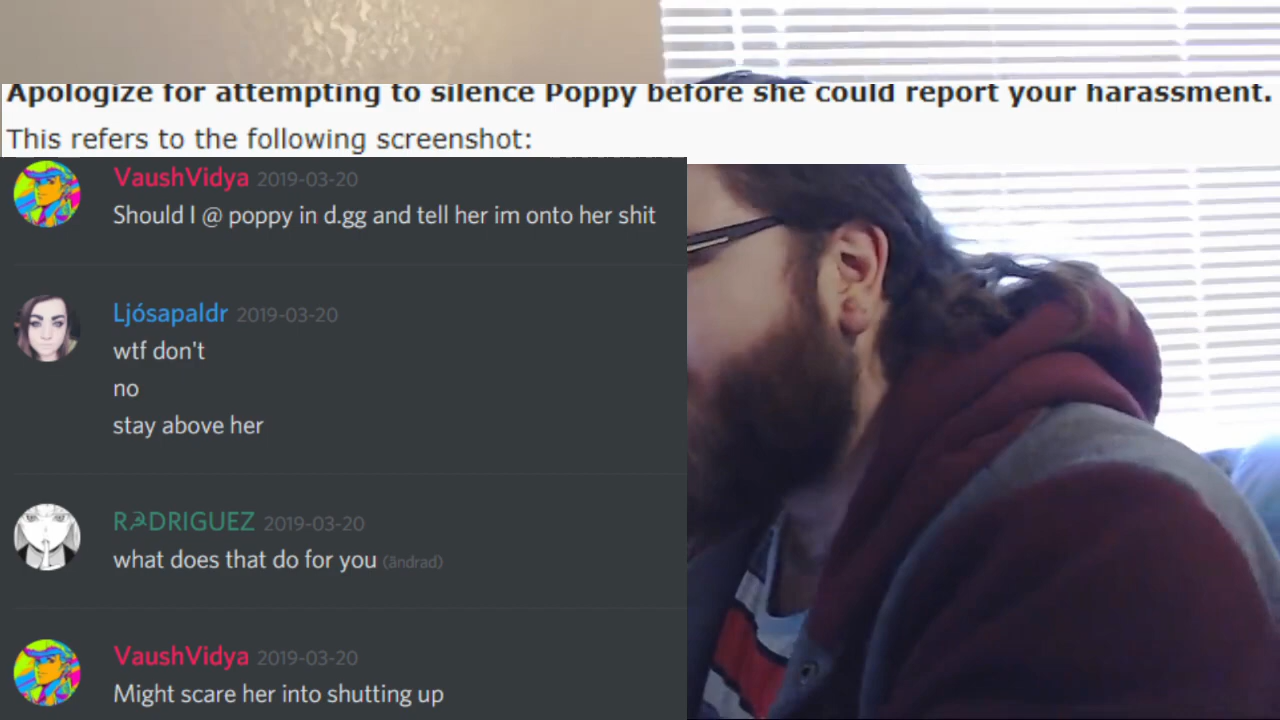 Apologize for attempting to silence Poppy before she could report your harassment.
This refers to the following screenshot:
VaushVidya 2019-03-20
Should I @ poppy in d.gg and tell her im onto her shit
Ljósapaldr 2019-03-20
wtf don't
no
stay above her
R☭DRIGUEZ 2019-03-20
what does that do for you (ändrad)
VaushVidya 2019-03-20
Might scare her into shutting up